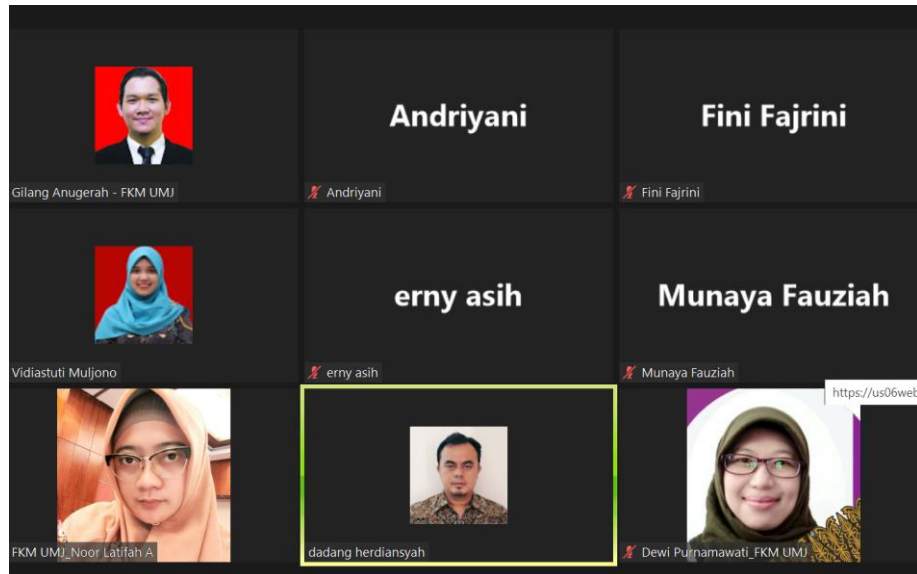 Gilang Anugerah - FKM UMJ
Andriyani
Andriyani
Fini Fajrini
Fini Fajrini
Vidiastuti Muljono
erny asih
erny asih
Munaya Fauziah
Munaya Fauziah
https://us06web
FKM UMJ_Noor Latifah A
dadang herdiansyah
Dewi Purnamawati_FKM UMJ